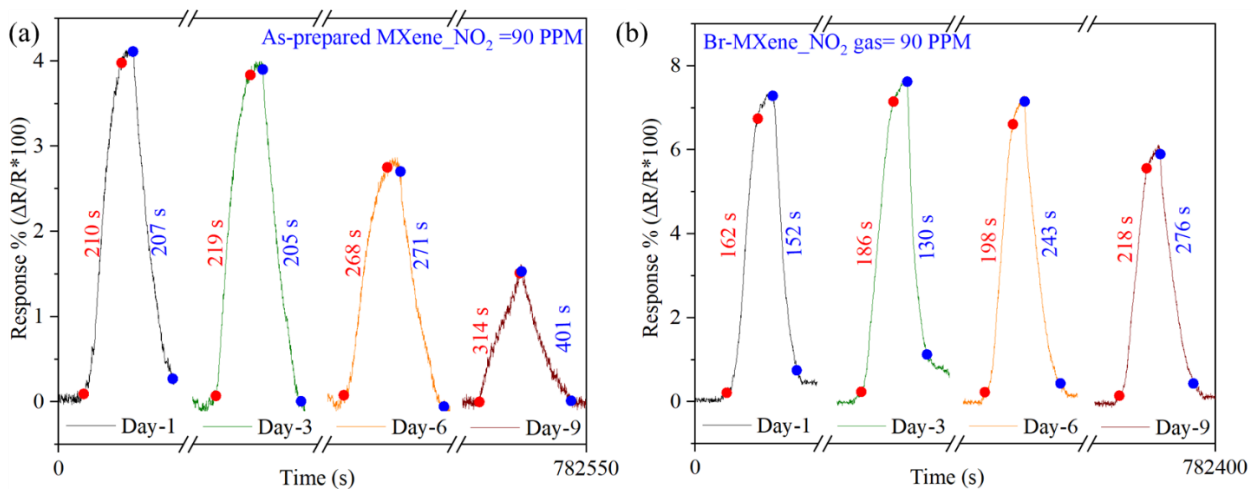 (a)
As-prepared MXene_NO₂ =90 PPM
Response % (ΔR/R*100)
4
3
2
1
0
210 s
207 s
219 s
205 s
268 s
271 s
314 s
401 s
Day-1
Day-3
Day-6
Day-9
0
782550
Time (s)
(b)
Br-MXene_NO₂ gas= 90 PPM
Response % (ΔR/R*100)
8
6
4
2
0
162 s
152 s
186 s
130 s
198 s
243 s
218 s
276 s
Day-1
Day-3
Day-6
Day-9
0
782400
Time (s)